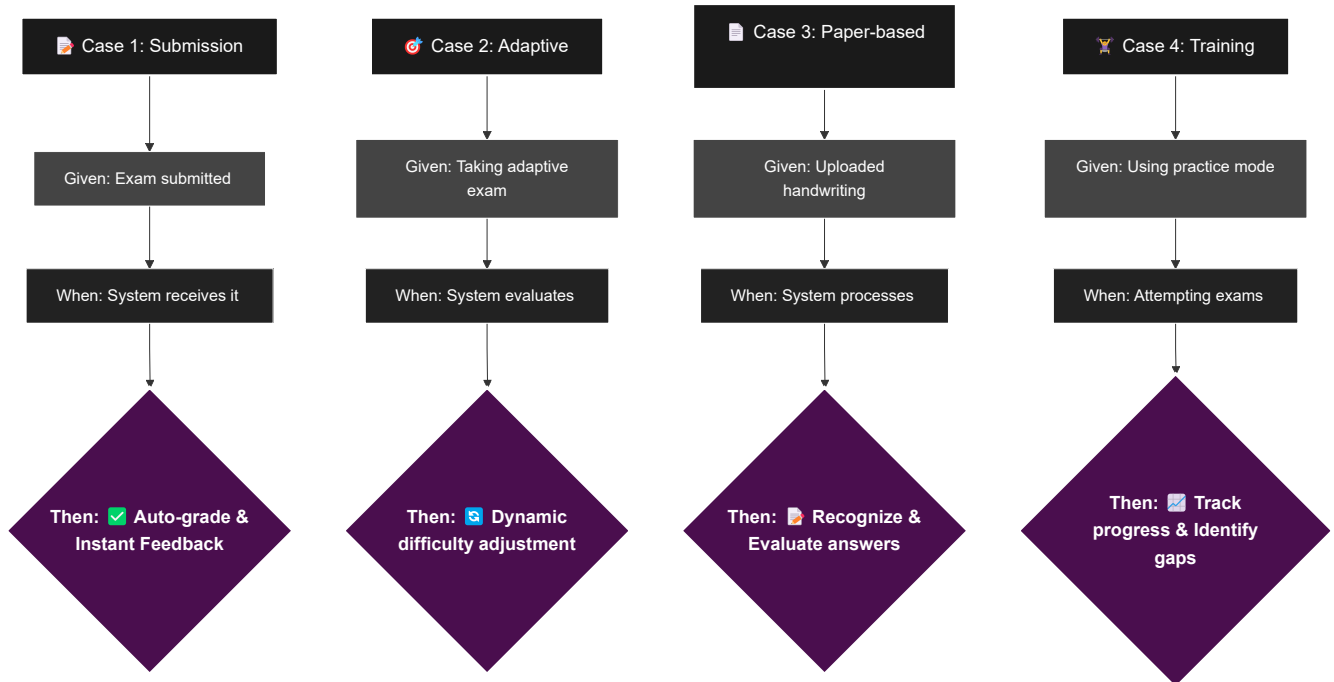 📝 Case 1: Submission
Given: Exam submitted
When: System receives it
Then: ✅ Auto-grade &
Instant Feedback
🎯 Case 2: Adaptive
Given: Taking adaptive
exam
When: System evaluates
Then: 🔄 Dynamic
difficulty adjustment
📄 Case 3: Paper-based
Given: Uploaded
handwriting
When: System processes
Then: 📝 Recognize &
Evaluate answers
🏋️ Case 4: Training
Given: Using practice mode
When: Attempting exams
Then: 📈 Track
progress & Identify
gaps